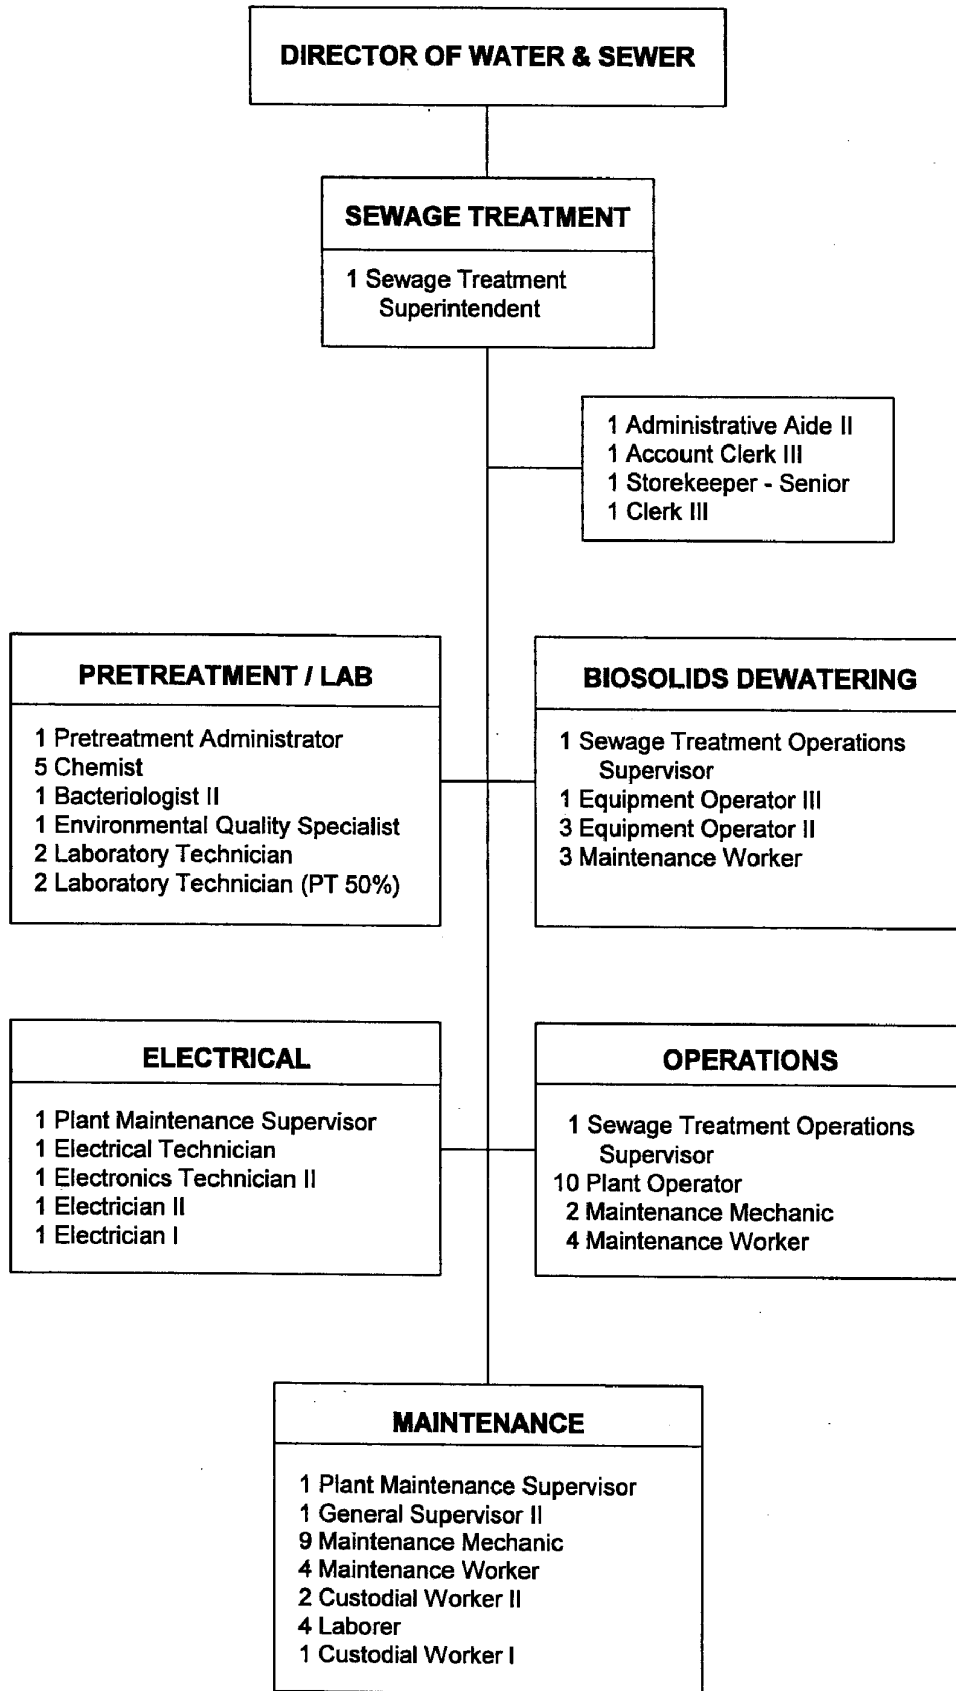 DIRECTOR OF WATER & SEWER
SEWAGE TREATMENT
1 Sewage Treatment
Superintendent
1 Administrative Aide II
1 Account Clerk III
1 Storekeeper - Senior
1 Clerk III
PRETREATMENT / LAB
1 Pretreatment Administrator
5 Chemist
1 Bacteriologist II
1 Environmental Quality Specialist
2 Laboratory Technician
2 Laboratory Technician (PT 50%)
BIOSOLIDS DEWATERING
1 Sewage Treatment Operations
Supervisor
1 Equipment Operator III
3 Equipment Operator II
3 Maintenance Worker
ELECTRICAL
1 Plant Maintenance Supervisor
1 Electrical Technician
1 Electronics Technician II
1 Electrician II
1 Electrician I
OPERATIONS
1 Sewage Treatment Operations
Supervisor
10 Plant Operator
2 Maintenance Mechanic
4 Maintenance Worker
MAINTENANCE
1 Plant Maintenance Supervisor
1 General Supervisor II
9 Maintenance Mechanic
4 Maintenance Worker
2 Custodial Worker II
4 Laborer
1 Custodial Worker I